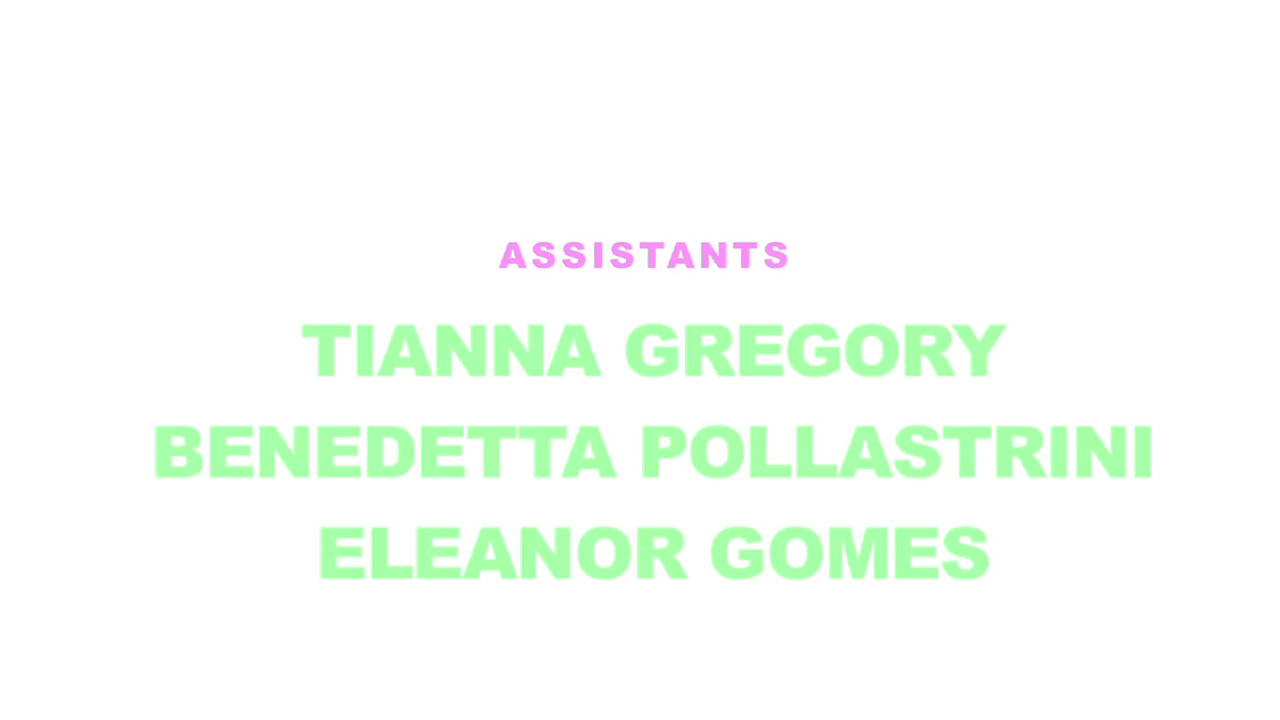 ASSISTANTS
TIANNA GREGORY
BENEDETTA POLLASTRINI
ELEANOR GOMES